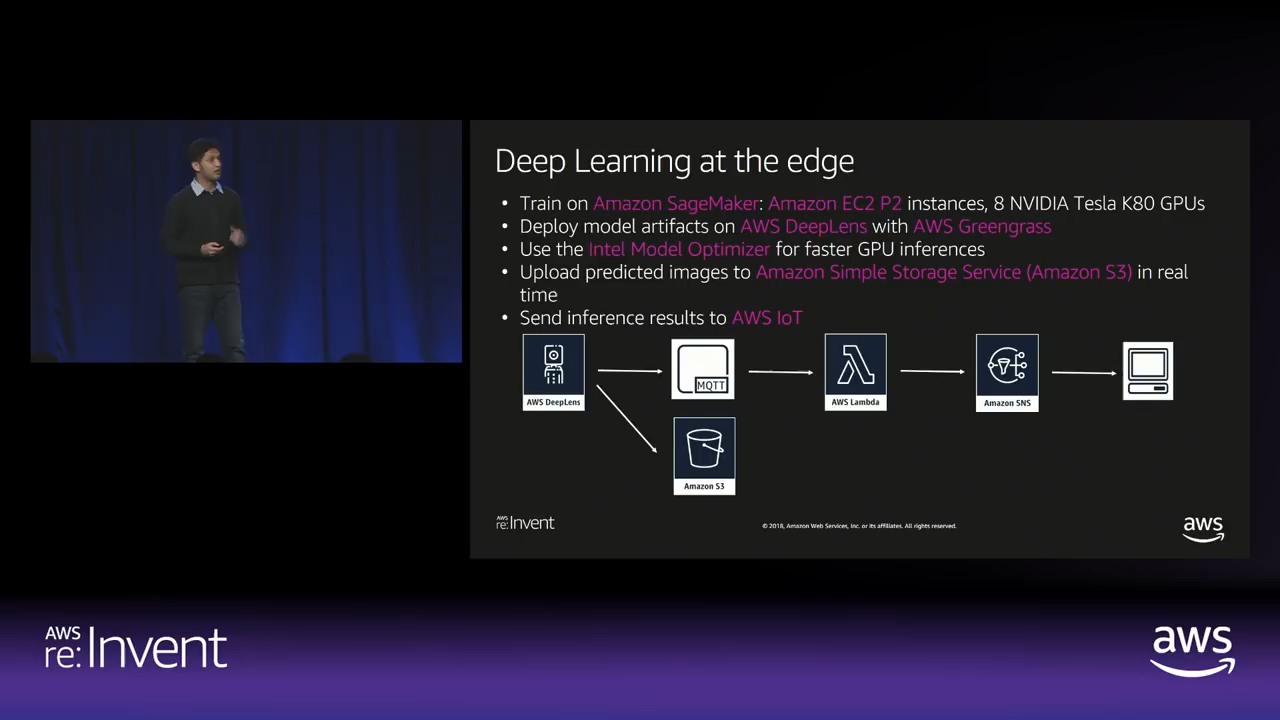 Deep Learning at the edge
• Train on Amazon SageMaker: Amazon EC2 P2 instances, 8 NVIDIA Tesla K80 GPUs
• Deploy model artifacts on AWS DeepLens with AWS Greengrass
• Use the Intel Model Optimizer for faster GPU inferences
• Upload predicted images to Amazon Simple Storage Service (Amazon S3) in real
time
• Send inference results to AWS IoT
MQTT
AWS DeepLens
AWS Lambda
Amazon SNS
Amazon S3
AWS
re:Invent
© 2018, Amazon Web Services, Inc. or its affiliates. All rights reserved.
aws
AWS
re:Invent
aws